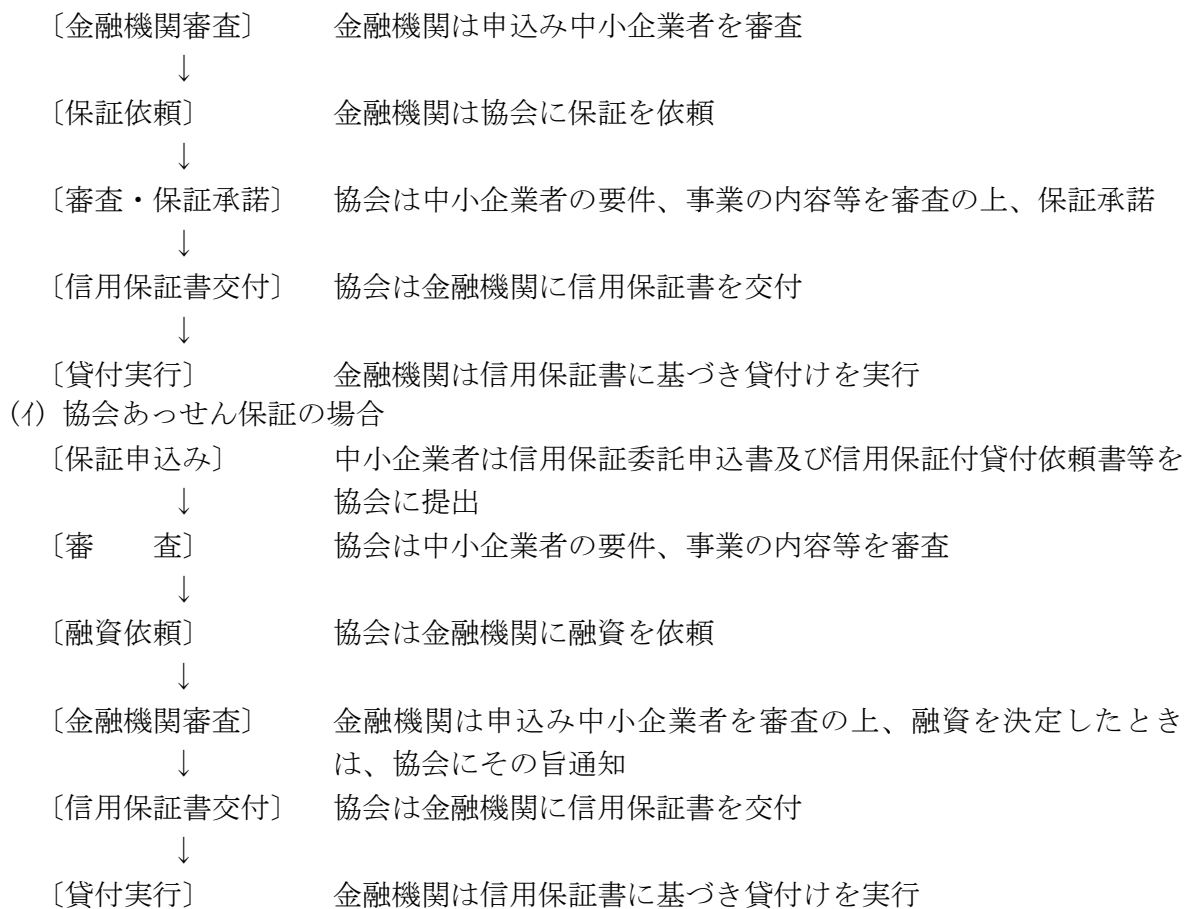 〔金融機関審査〕 金融機関は申込み中小企業者を審査
↓
〔保証依頼〕 金融機関は協会に保証を依頼
↓
〔審査・保証承諾〕 協会は中小企業者の要件、事業の内容等を審査の上、保証承諾
↓
〔信用保証書交付〕 協会は金融機関に信用保証書を交付
↓
〔貸付実行〕 金融機関は信用保証書に基づき貸付けを実行
(ｲ) 協会あっせん保証の場合
〔保証申込み〕 中小企業者は信用保証委託申込書及び信用保証付貸付依頼書等を
↓ 協会に提出
〔審　　査〕 協会は中小企業者の要件、事業の内容等を審査
↓
〔融資依頼〕 協会は金融機関に融資を依頼
↓
〔金融機関審査〕 金融機関は申込み中小企業者を審査の上、融資を決定したとき
↓ は、協会にその旨通知
〔信用保証書交付〕 協会は金融機関に信用保証書を交付
↓
〔貸付実行〕 金融機関は信用保証書に基づき貸付けを実行